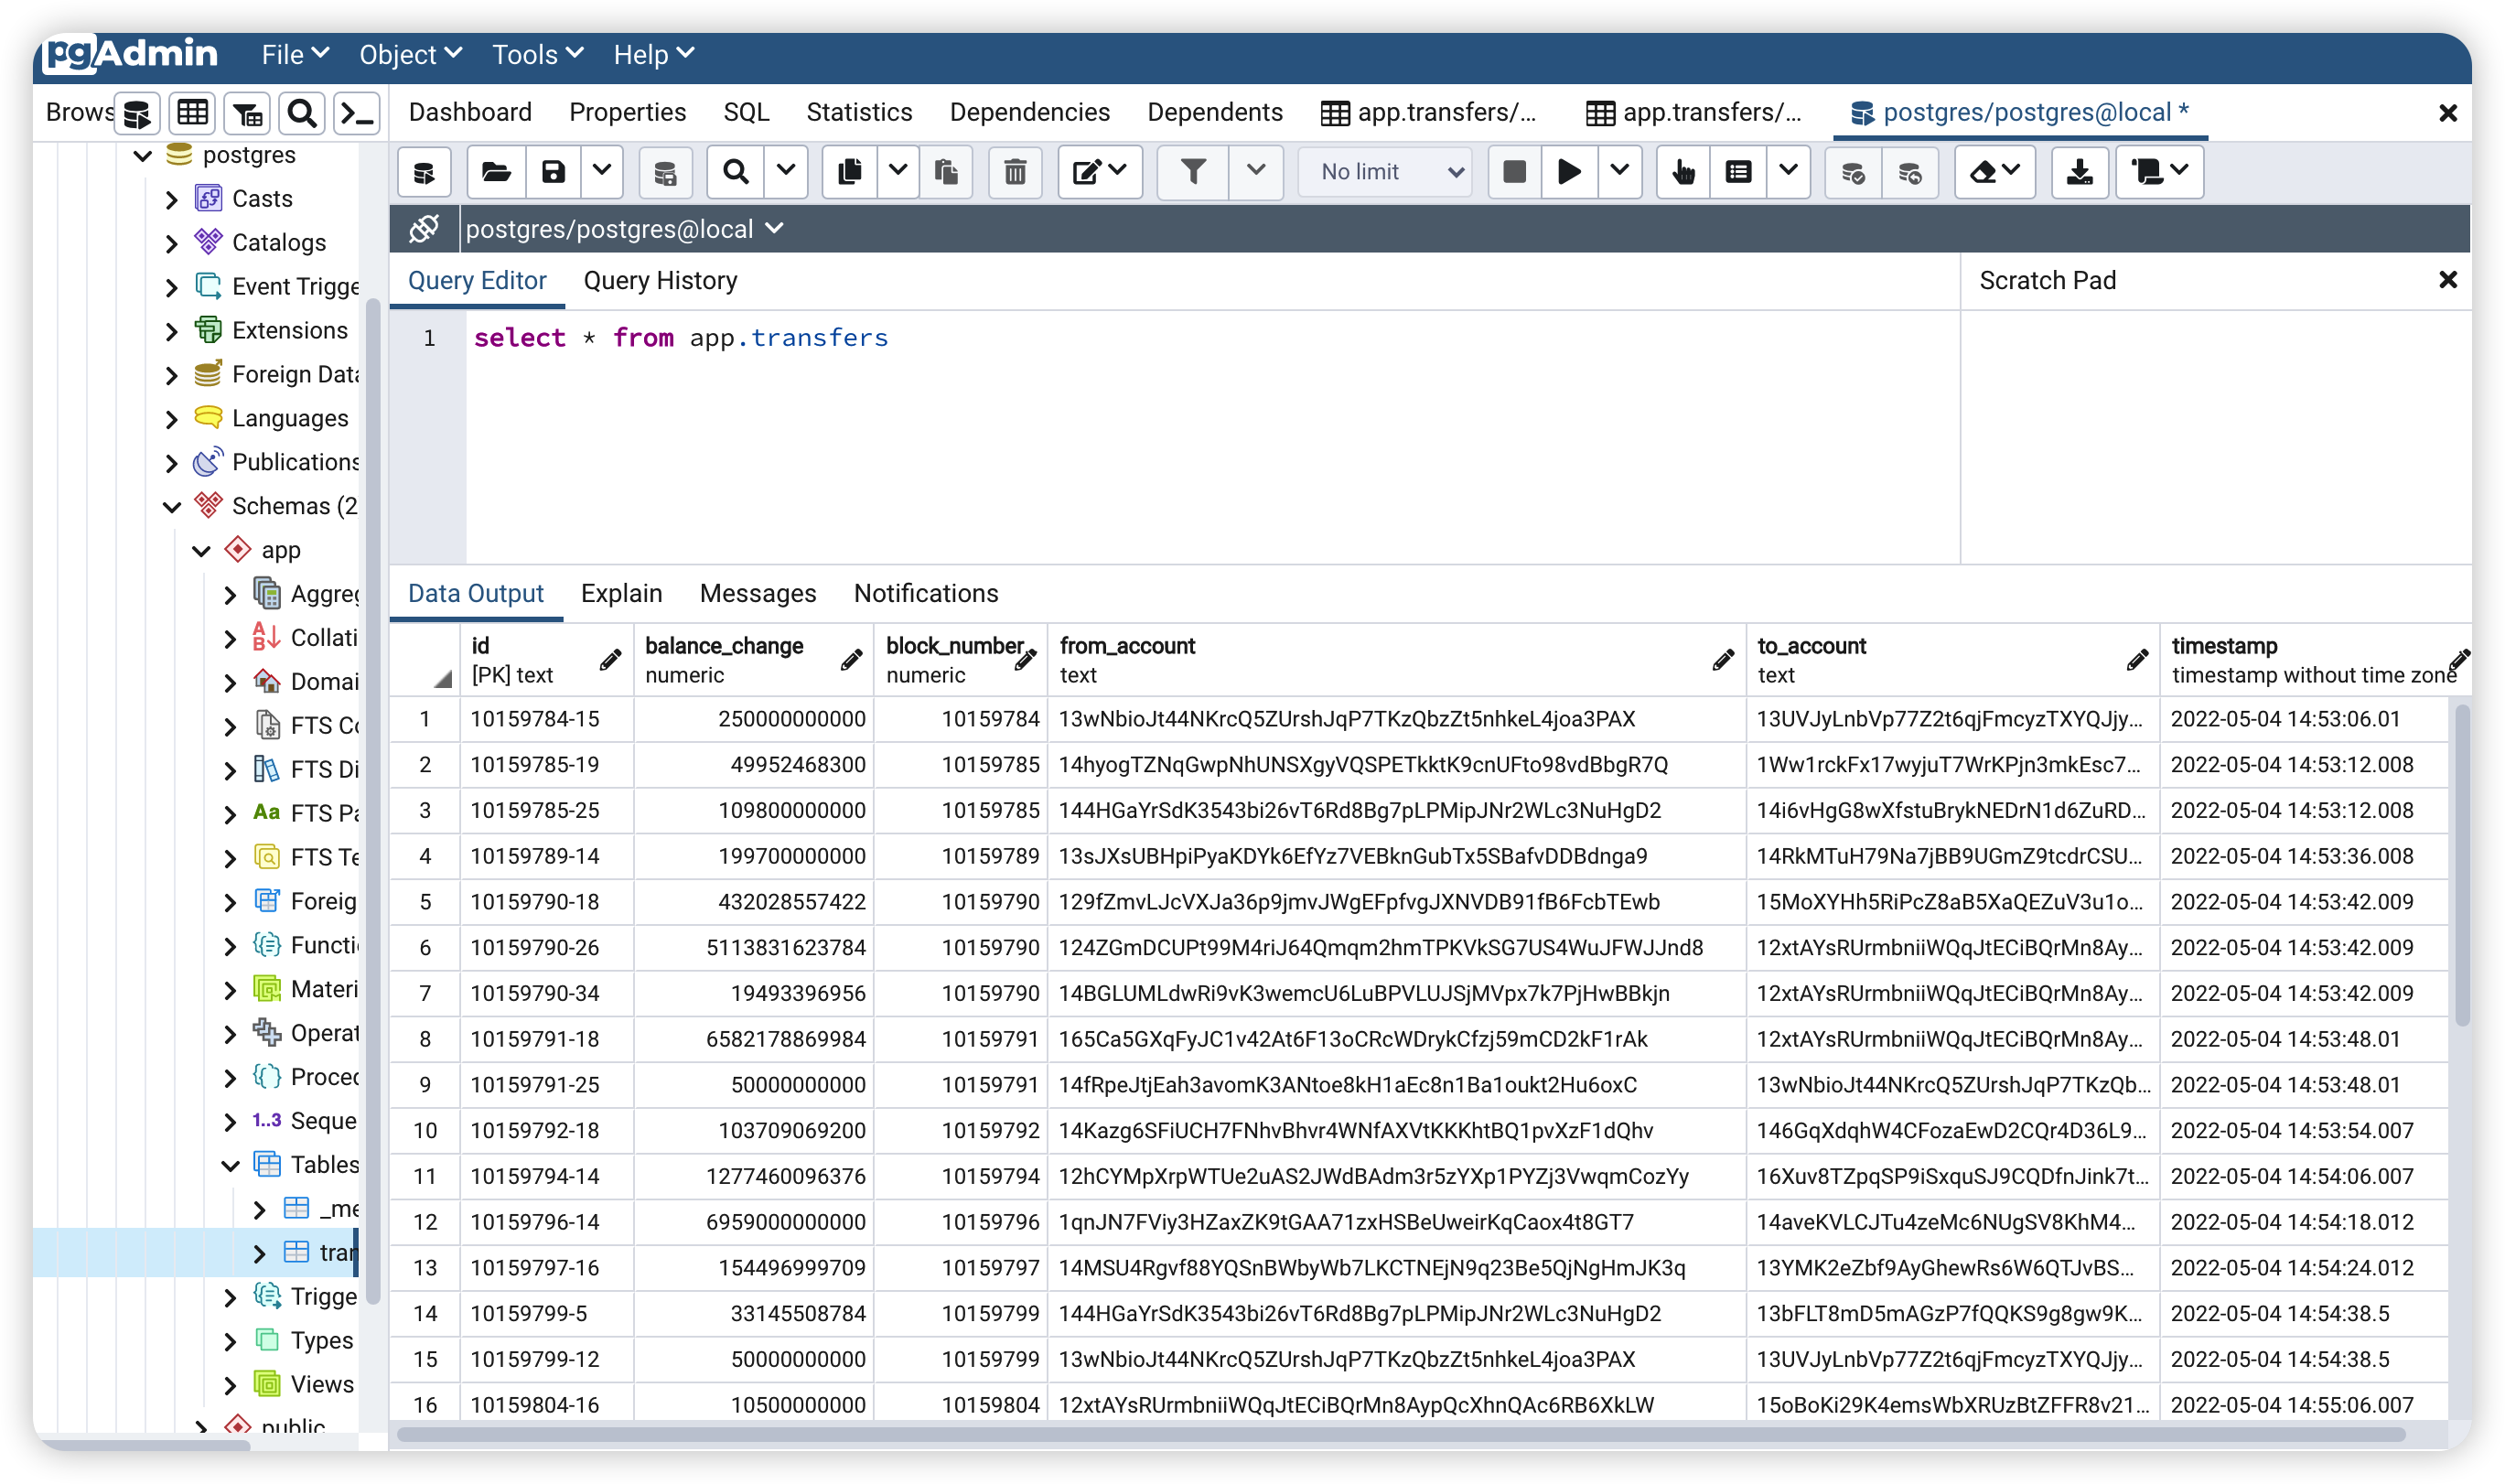 pgAdmin File Object Tools Help
Brows Dashboard Properties SQL Statistics Dependencies Dependents app.transfers/... app.transfers/... postgres/postgres@local *
postgres
Casts
Catalogs
Event Trigge
Extensions
Foreign Data
Languages
Publications
Schemas (2
app
Aggreg
Collati
Domai
FTS Co
FTS Di
Aa FTS Pa
FTS Te
Foreig
Functi
Materi
Operat
Proced
1..3 Seque
Tables
_me
tran
Trigge
Types
Views
public
No limit
postgres/postgres@local
Query Editor Query History Scratch Pad
1 select * from app.transfers
Data Output Explain Messages Notifications
id balance_change block_number from_account to_account timestamp
[PK] text numeric numeric text text timestamp without time zone
1 10159784-15 250000000000 10159784 13wNbioJt44NKrcQ5ZUrshJqP7TKzQbzZt5nhkeL4joa3PAX 13UVJyLnbVp77Z2t6qjFmcyzTXYQJjy... 2022-05-04 14:53:06.01
2 10159785-19 49952468300 10159785 14hyogTZNqGwpNhUNSXgyVQSPETkktK9cnUFto98vdBbgR7Q 1Ww1rckFx17wyjuT7WrKPjn3mkEsc7... 2022-05-04 14:53:12.008
3 10159785-25 109800000000 10159785 144HGaYrSdK3543bi26vT6Rd8Bg7pLPMipJNr2WLc3NuHgD2 14i6vHgG8wXfstuBrykNEDrN1d6ZuRD... 2022-05-04 14:53:12.008
4 10159789-14 199700000000 10159789 13sJXsUBHpiPyaKDYk6EfYz7VEBknGubTx5SBafvDDBdnga9 14RkMTuH79Na7jBB9UGmZ9tcdrCSU... 2022-05-04 14:53:36.008
5 10159790-18 432028557422 10159790 129fZmvLJcVXJa36p9jmvJWgEFpfvgJXNVDB91fB6FcbTEwb 15MoXYHh5RiPcZ8aB5XaQEZuV3u1o... 2022-05-04 14:53:42.009
6 10159790-26 5113831623784 10159790 124ZGmDCUPt99M4riJ64Qmqm2hmTPKVkSG7US4WuJFWJJnd8 12xtAYsRUrmbniiWQqJtECiBQrMn8Ay... 2022-05-04 14:53:42.009
7 10159790-34 19493396956 10159790 14BGLUMLdwRi9vK3wemcU6LuBPVLUJSjMVpx7k7PjHwBBkjn 12xtAYsRUrmbniiWQqJtECiBQrMn8Ay... 2022-05-04 14:53:42.009
8 10159791-18 6582178869984 10159791 165Ca5GXqFyJC1v42At6F13oCRcWDrykCfzj59mCD2kF1rAk 12xtAYsRUrmbniiWQqJtECiBQrMn8Ay... 2022-05-04 14:53:48.01
9 10159791-25 50000000000 10159791 14fRpeJtjEah3avomK3ANtoe8kH1aEc8n1Ba1oukt2Hu6oxC 13wNbioJt44NKrcQ5ZUrshJqP7TKzQb... 2022-05-04 14:53:48.01
10 10159792-18 103709069200 10159792 14Kazg6SFiUCH7FNhvBhvr4WNfAXVtKKKhtBQ1pvXzF1dQhv 146GqXdqhW4CFozaEwD2CQr4D36L9... 2022-05-04 14:53:54.007
11 10159794-14 1277460096376 10159794 12hCYMpXrpWTUe2uAS2JWdBAdm3r5zYXp1PYZj3VwqmCozYy 16Xuv8TZpqSP9iSxquSJ9CQDfnJink7t... 2022-05-04 14:54:06.007
12 10159796-14 6959000000000 10159796 1qnJN7FViy3HZaxZK9tGAA71zxHSBeUweirKqCaox4t8GT7 14aveKVLCJTu4zeMc6NUgSV8KhM4... 2022-05-04 14:54:18.012
13 10159797-16 154496999709 10159797 14MSU4Rgvf88YQSnBWbyWb7LKCTNEjN9q23Be5QjNgHmJK3q 13YMK2eZbf9AyGhewRs6W6QTJvBS... 2022-05-04 14:54:24.012
14 10159799-5 33145508784 10159799 144HGaYrSdK3543bi26vT6Rd8Bg7pLPMipJNr2WLc3NuHgD2 13bFLT8mD5mAGzP7fQQKS9g8gw9K... 2022-05-04 14:54:38.5
15 10159799-12 50000000000 10159799 13wNbioJt44NKrcQ5ZUrshJqP7TKzQbzZt5nhkeL4joa3PAX 13UVJyLnbVp77Z2t6qjFmcyzTXYQJjy... 2022-05-04 14:54:38.5
16 10159804-16 10500000000 10159804 12xtAYsRUrmbniiWQqJtECiBQrMn8AypQcXhnQAc6RB6XkLW 15oBoKi29K4emsWbXRUzBtZFFR8v21... 2022-05-04 14:55:06.007